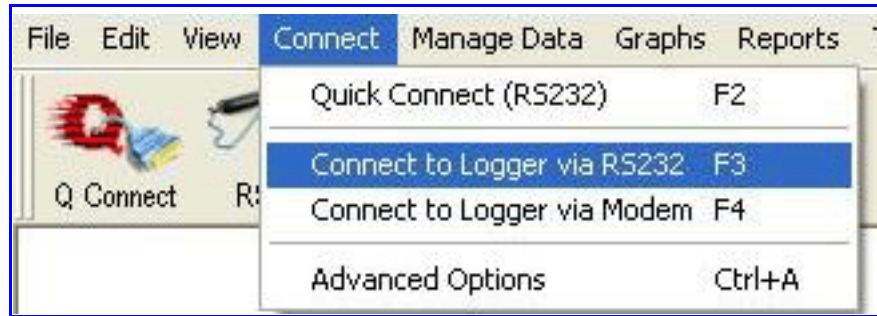 File Edit View Connect Manage Data Graphs Reports
Quick Connect (RS232) F2
Connect to Logger via RS232 F3
Connect to Logger via Modem F4
Q Connect
Advanced Options Ctrl+A